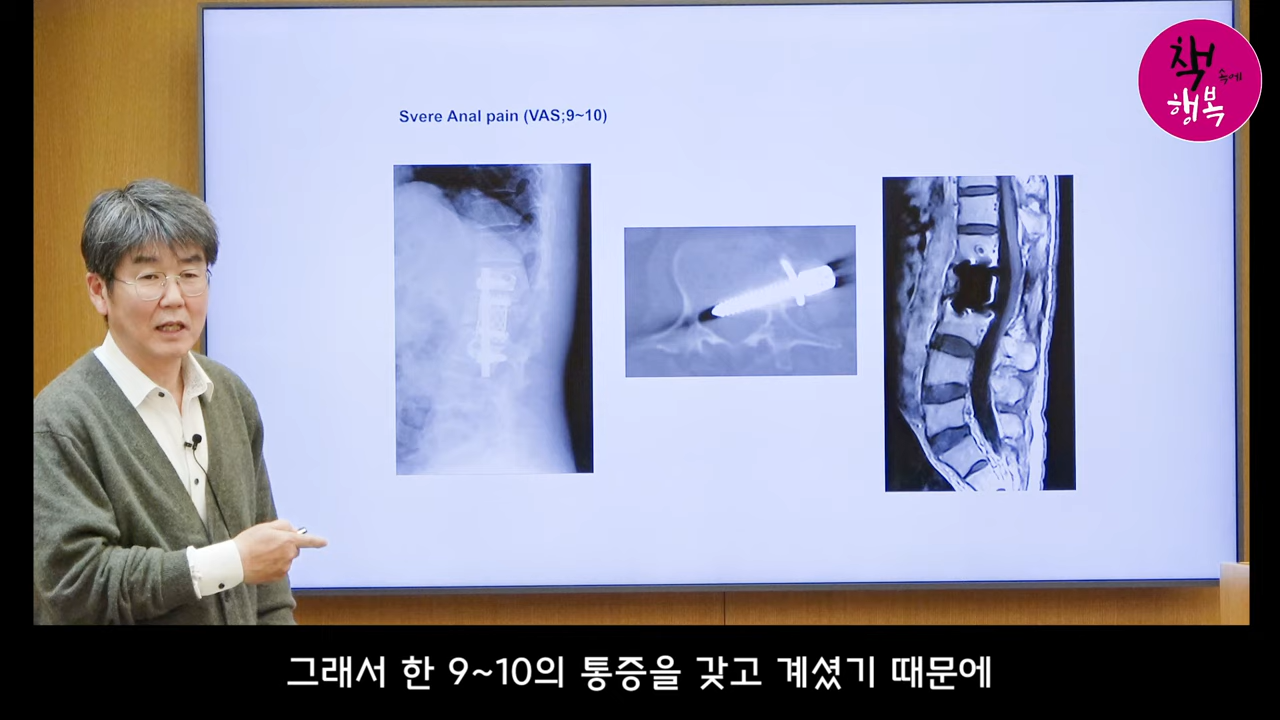 책
속에
행복
Svere Anal pain (VAS;9~10)
그래서 한 9~10의 통증을 갖고 계셨기 때문에